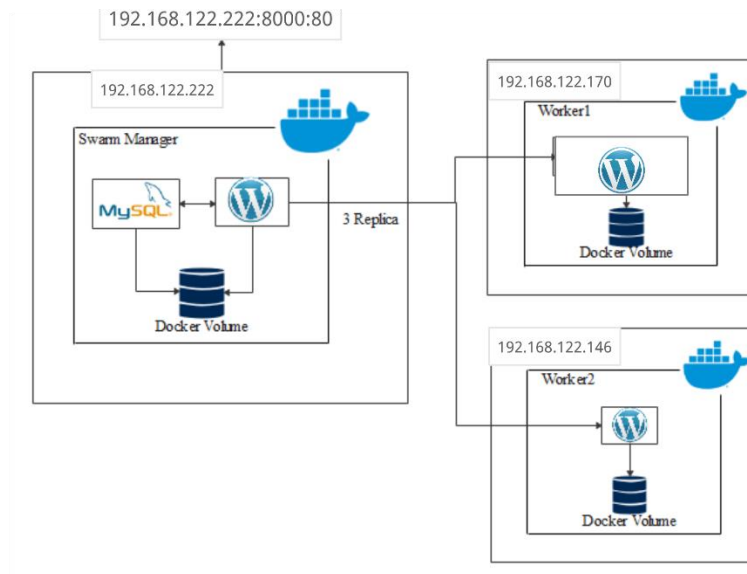 192.168.122.222:8000:80
192.168.122.222
Swarm Manager
MySQL
3 Replica
Docker Volume
192.168.122.170
Worker1
Docker Volume
192.168.122.146
Worker2
Docker Volume